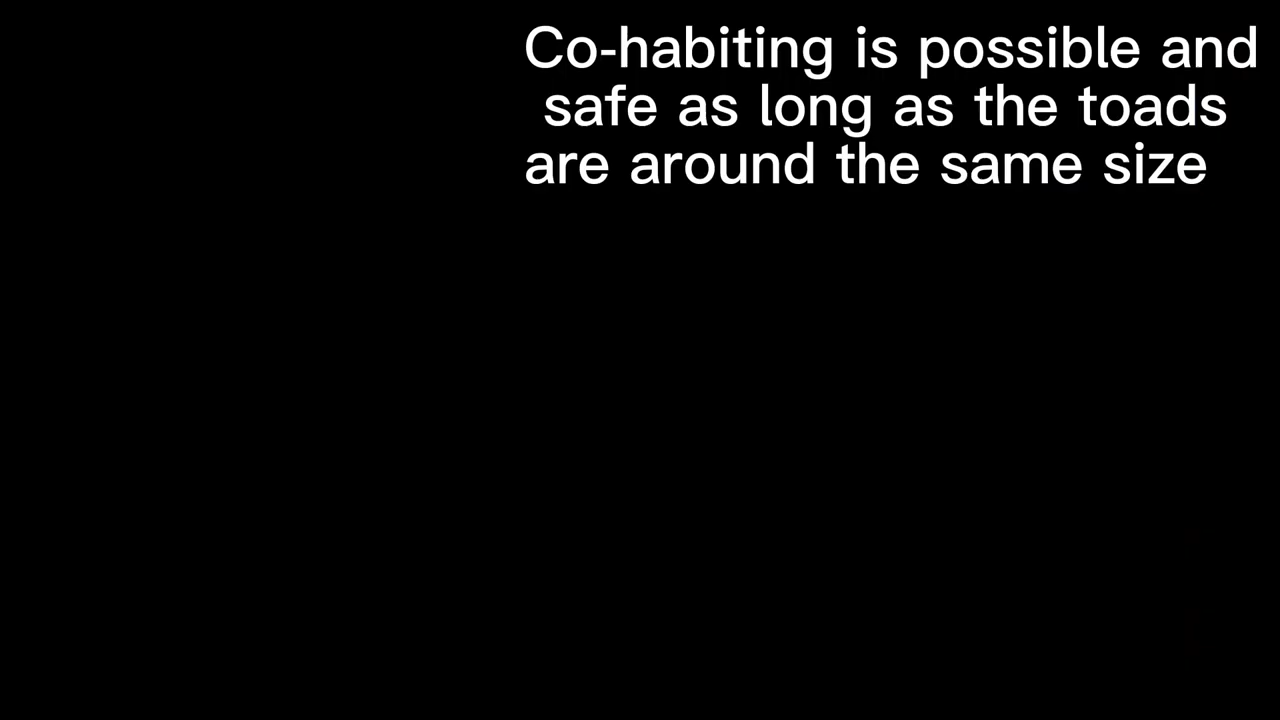 Co-habiting is possible and
safe as long as the toads
are around the same size